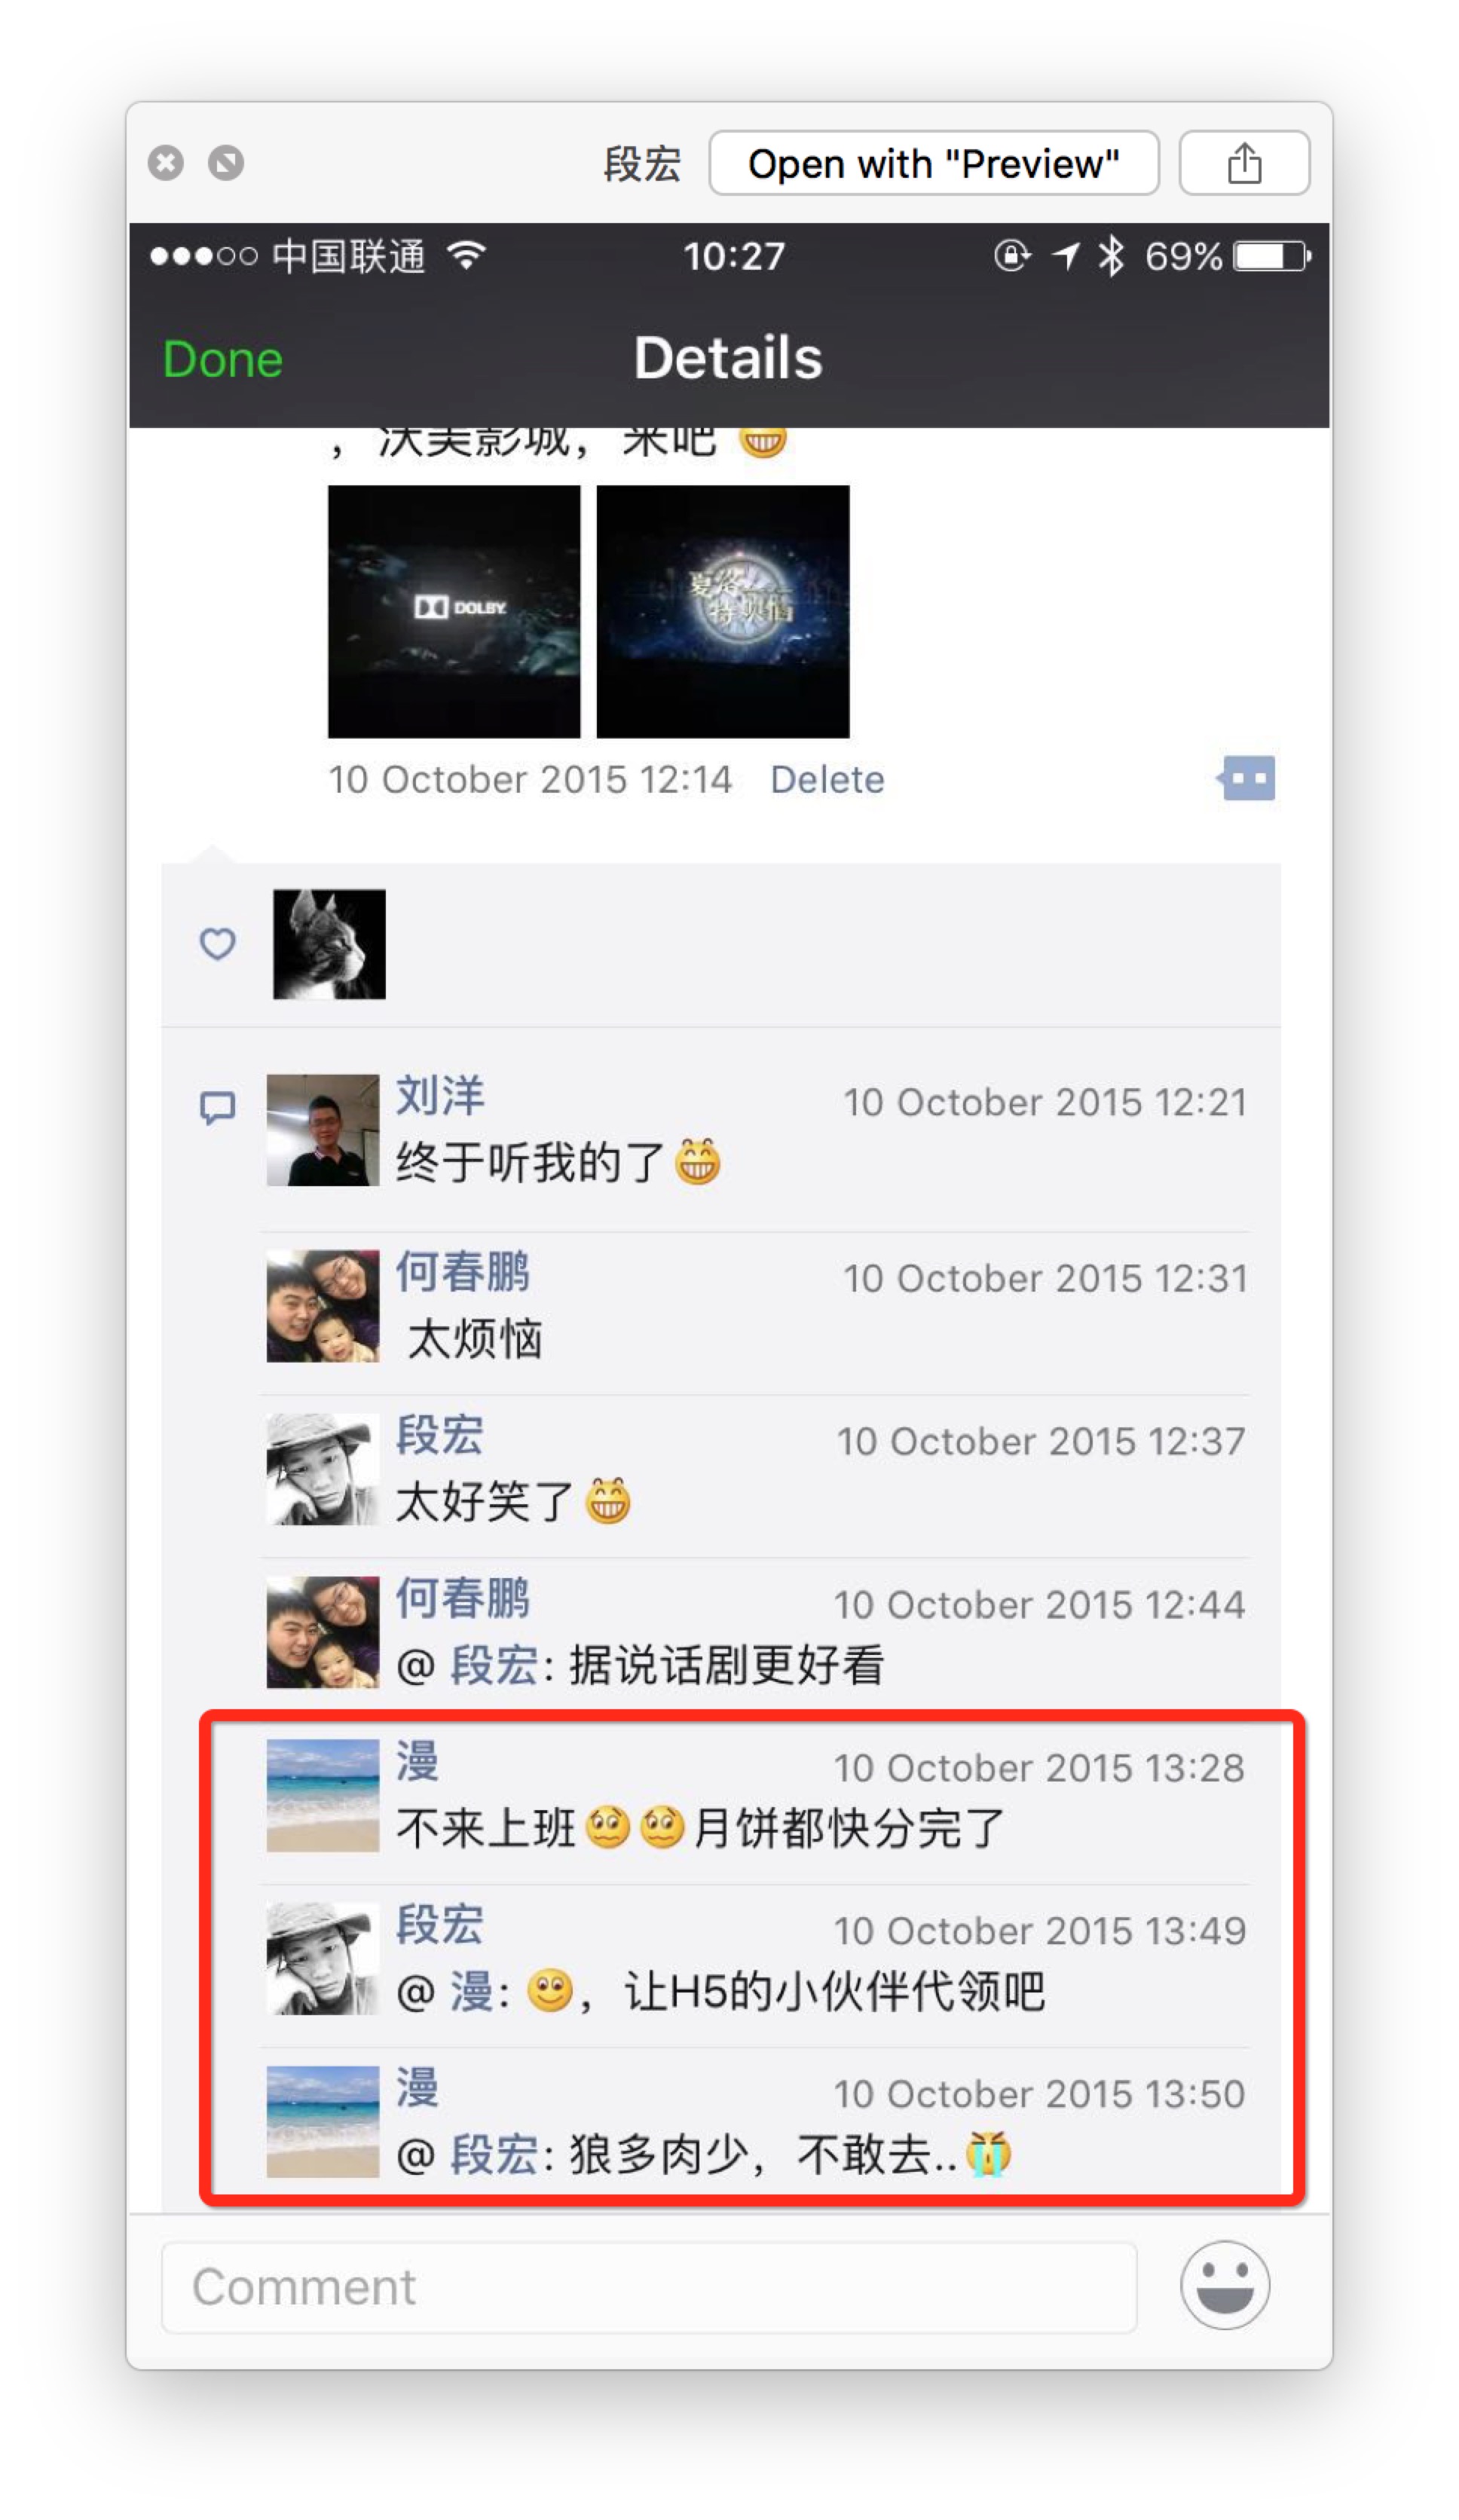 段宏 Open with "Preview"
中国联通 10:27 69%
Done Details
，沃美影城，来吧
DOLBY
夏洛
特烦恼
10 October 2015 12:14 Delete
刘洋 10 October 2015 12:21
终于听我的了
何春鹏 10 October 2015 12:31
太烦恼
段宏 10 October 2015 12:37
太好笑了
何春鹏 10 October 2015 12:44
@ 段宏: 据说话剧更好看
漫 10 October 2015 13:28
不来上班月饼都快分完了
段宏 10 October 2015 13:49
@ 漫: ，让H5的小伙伴代领吧
漫 10 October 2015 13:50
@ 段宏: 狼多肉少，不敢去..
Comment